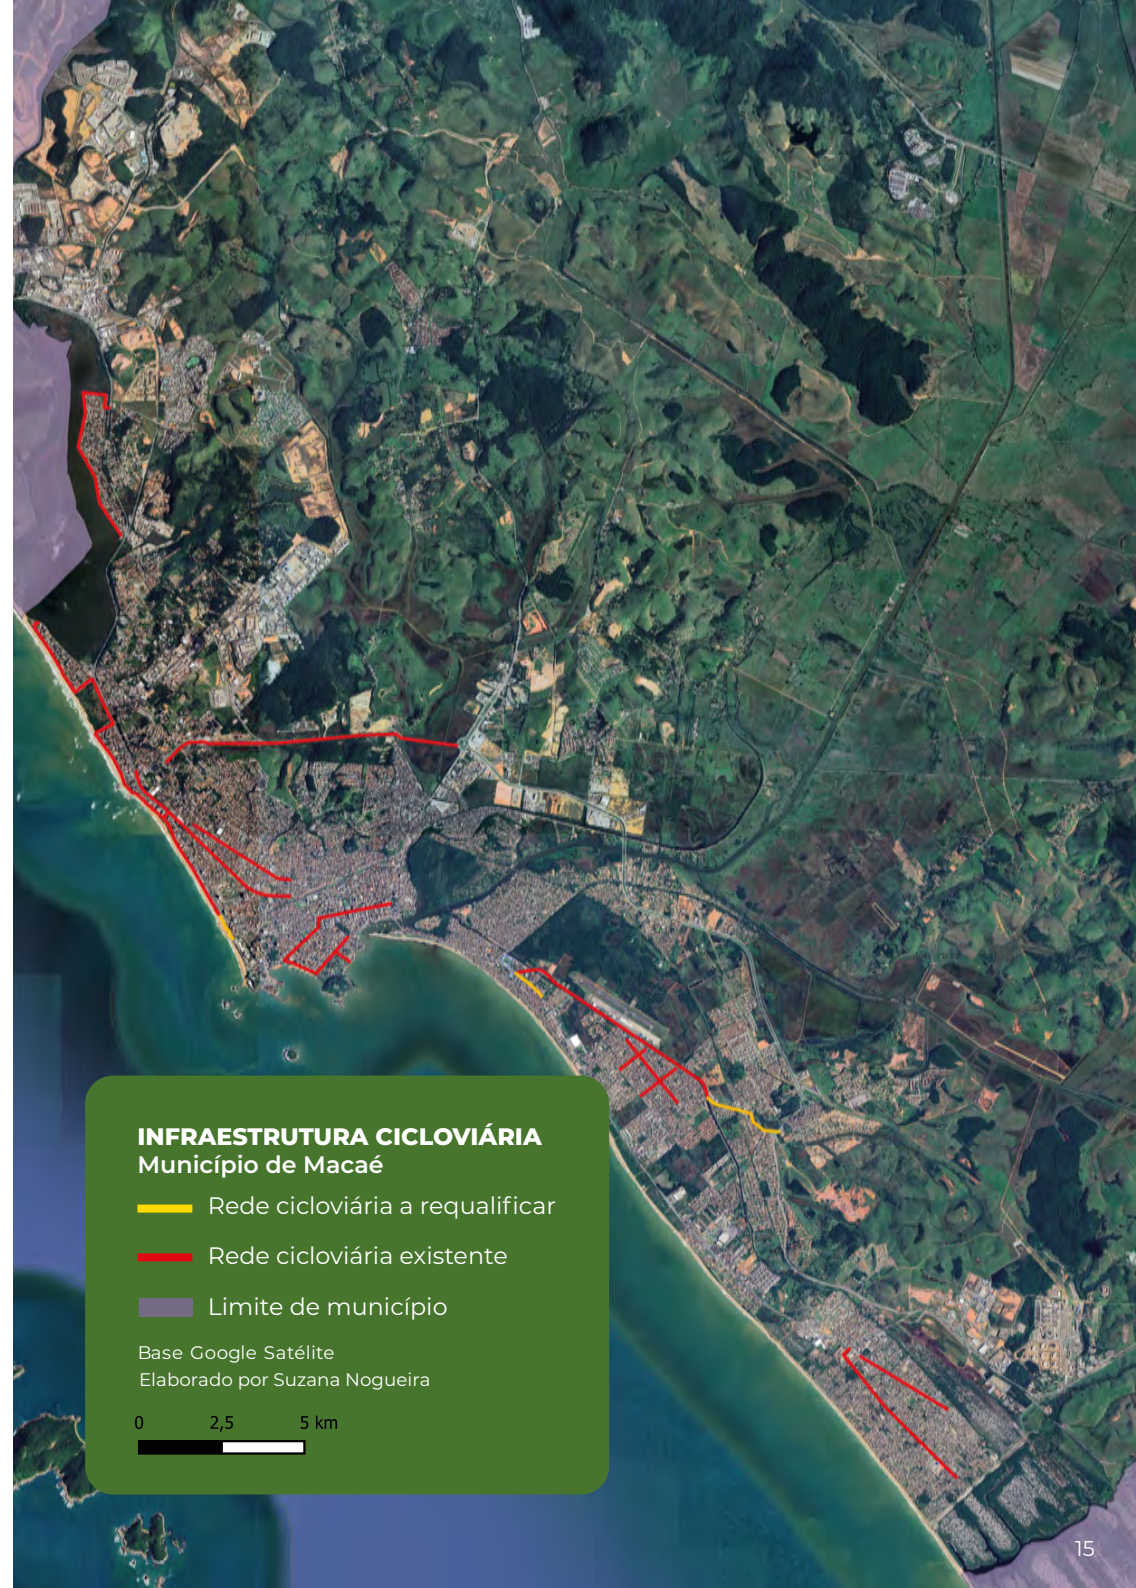 INFRAESTRUTURA CICLOVIÁRIA
Município de Macaé
Rede cicloviária a requalificar
Rede cicloviária existente
Limite de município
Base Google Satélite
Elaborado por Suzana Nogueira
0 2,5 5 km
15